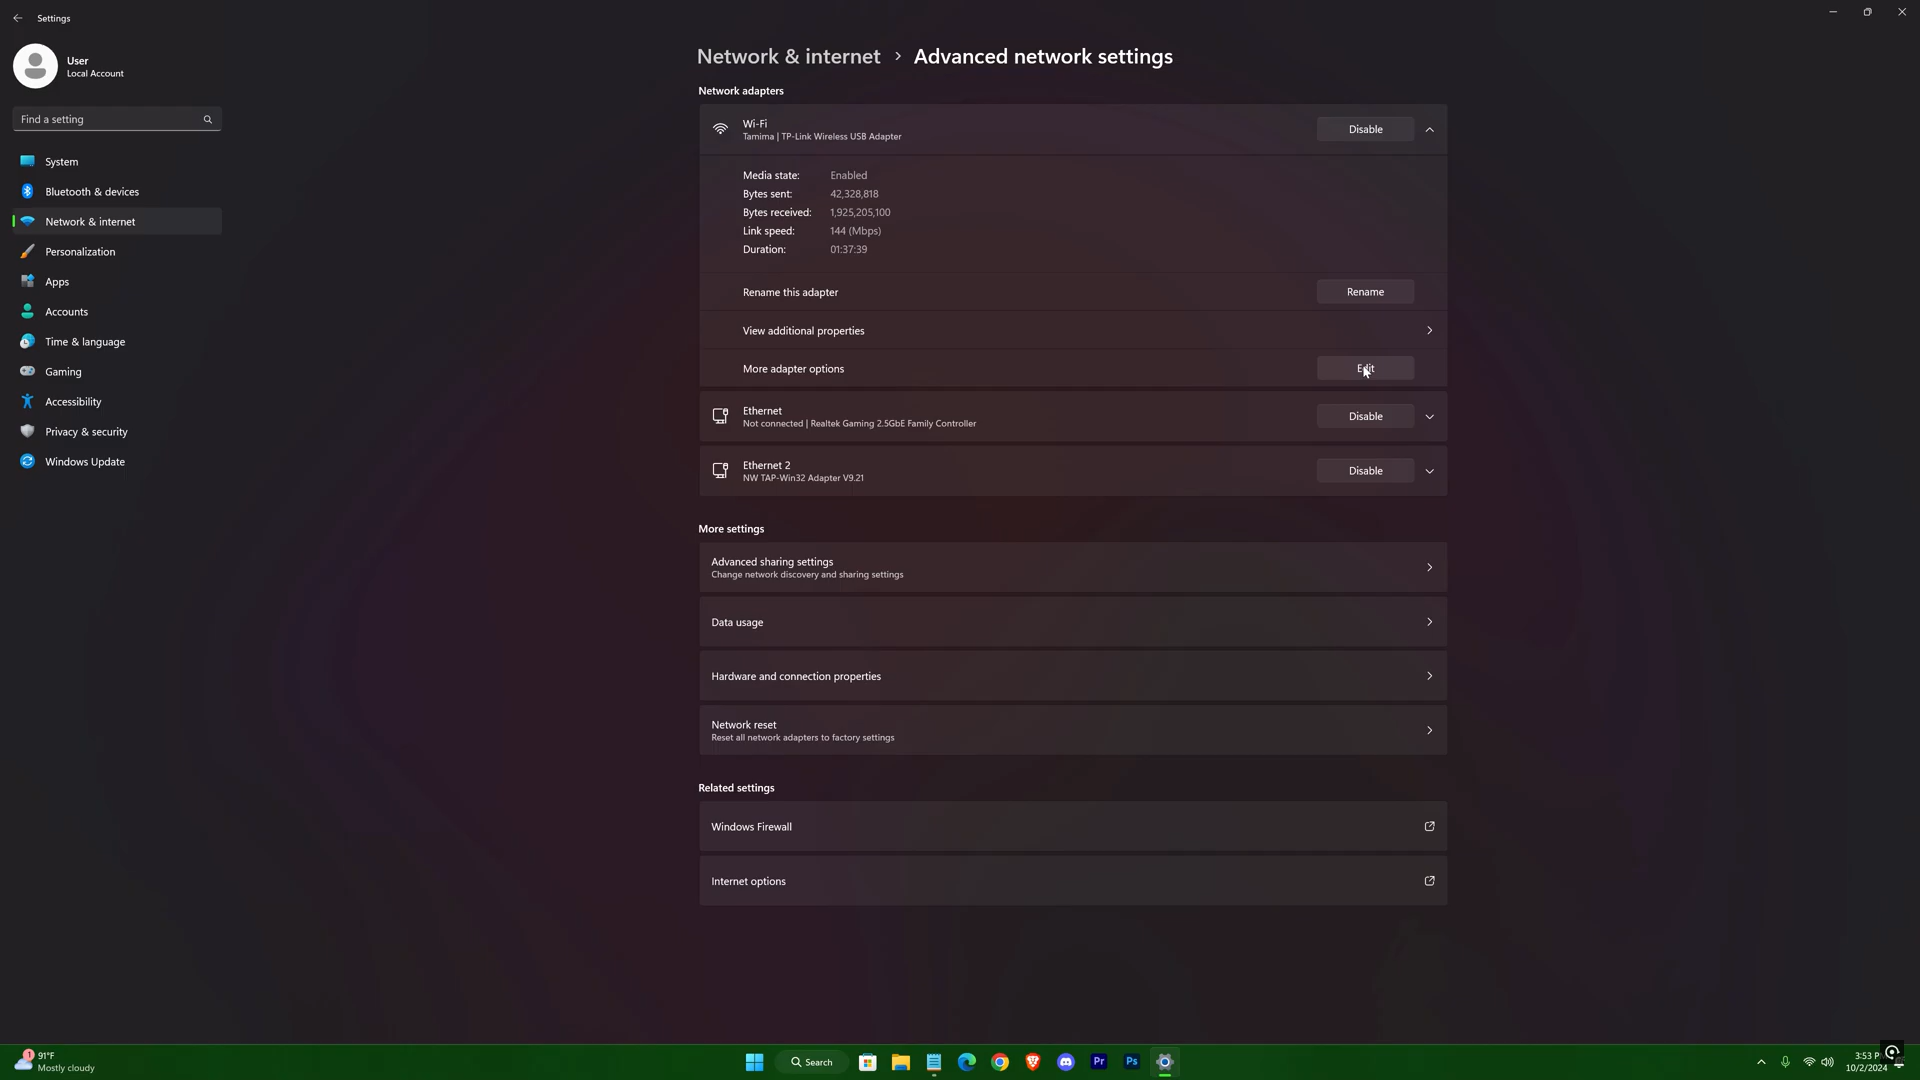 Settings
User
Local Account
Find a setting
System
Bluetooth & devices
Network & internet
Personalization
Apps
Accounts
Time & language
Gaming
Accessibility
Privacy & security
Windows Update
Network & internet > Advanced network settings
Network adapters
Wi-Fi
Tamima | TP-Link Wireless USB Adapter
Disable
Media state: Enabled
Bytes sent: 42,328,818
Bytes received: 1,925,205,100
Link speed: 144 (Mbps)
Duration: 01:37:39
Rename this adapter
Rename
View additional properties
More adapter options
Edit
Ethernet
Not connected | Realtek Gaming 2.5GbE Family Controller
Disable
Ethernet 2
NW TAP-Win32 Adapter V9.21
Disable
More settings
Advanced sharing settings
Change network discovery and sharing settings
Data usage
Hardware and connection properties
Network reset
Reset all network adapters to factory settings
Related settings
Windows Firewall
Internet options
1
91°F
Mostly cloudy
Search
Pr
Ps
3:53
10/2/2024